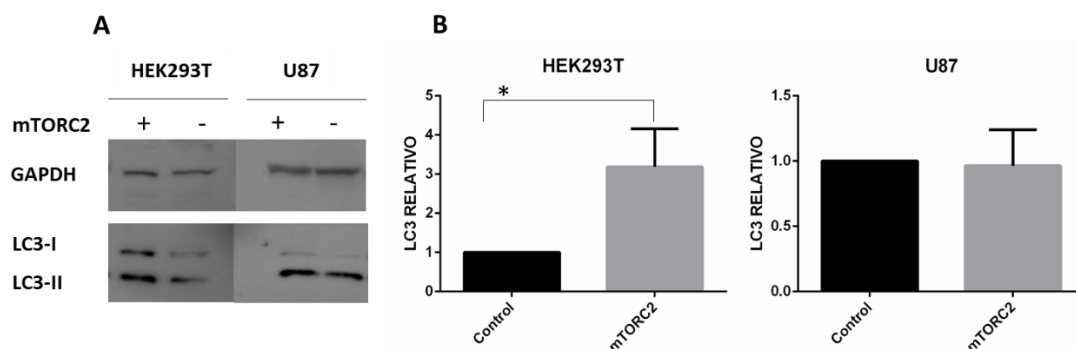 A
HEK293T U87
mTORC2 + - + -
GAPDH
LC3-I
LC3-II
B
HEK293T
LC3 RELATIVO
5
4
3
2
1
0
*
Control mTORC2
U87
LC3 RELATIVO
1.5
1.0
0.5
0.0
Control mTORC2